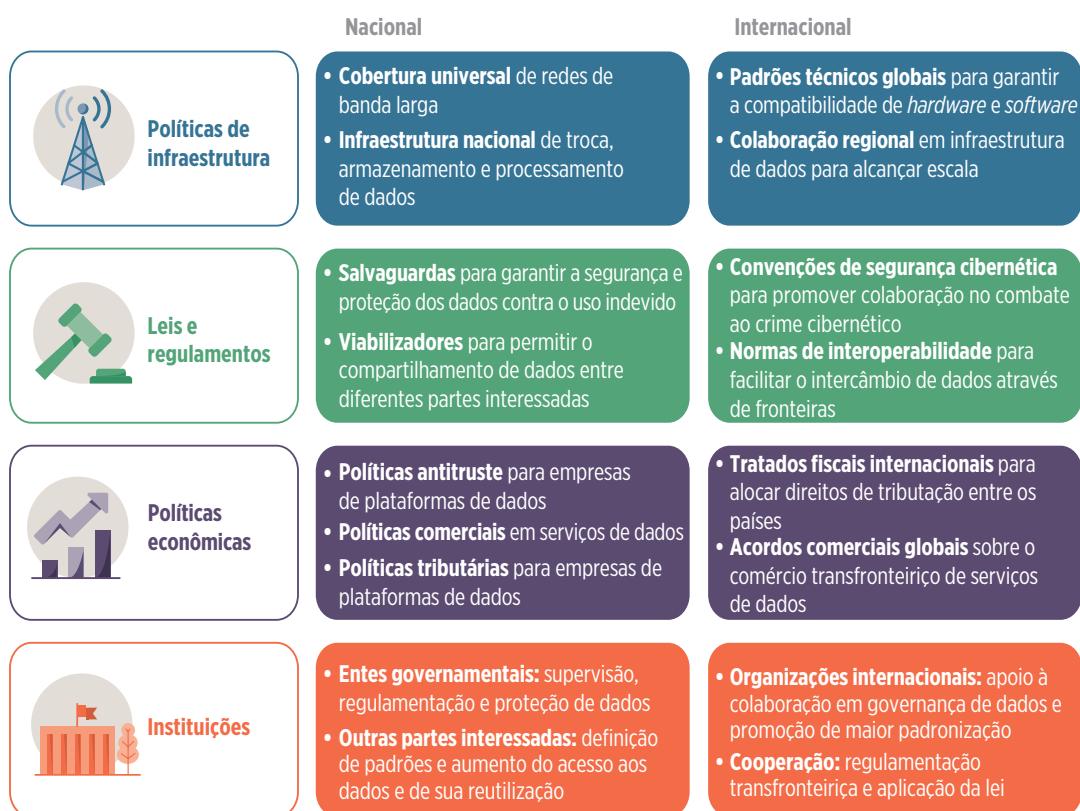 Nacional
Internacional
Políticas de
infraestrutura
• Cobertura universal de redes de
banda larga
• Infraestrutura nacional de troca,
armazenamento e processamento
de dados
• Padrões técnicos globais para garantir
a compatibilidade de hardware e software
• Colaboração regional em infraestrutura
de dados para alcançar escala
Leis e
regulamentos
• Salvaguardas para garantir a segurança e
proteção dos dados contra o uso indevido
• Viabilizadores para permitir o
compartilhamento de dados entre
diferentes partes interessadas
• Convenções de segurança cibernética
para promover colaboração no combate
ao crime cibernético
• Normas de interoperabilidade para
facilitar o intercâmbio de dados através
de fronteiras
Políticas
econômicas
• Políticas antitruste para empresas
de plataformas de dados
• Políticas comerciais em serviços de dados
• Políticas tributárias para empresas de
plataformas de dados
• Tratados fiscais internacionais para
alocar direitos de tributação entre os
países
• Acordos comerciais globais sobre o
comércio transfronteiriço de serviços
de dados
Instituições
• Entes governamentais: supervisão,
regulamentação e proteção de dados
• Outras partes interessadas: definição
de padrões e aumento do acesso aos
dados e de sua reutilização
• Organizações internacionais: apoio à
colaboração em governança de dados e
promoção de maior padronização
• Cooperação: regulamentação
transfronteiriça e aplicação da lei